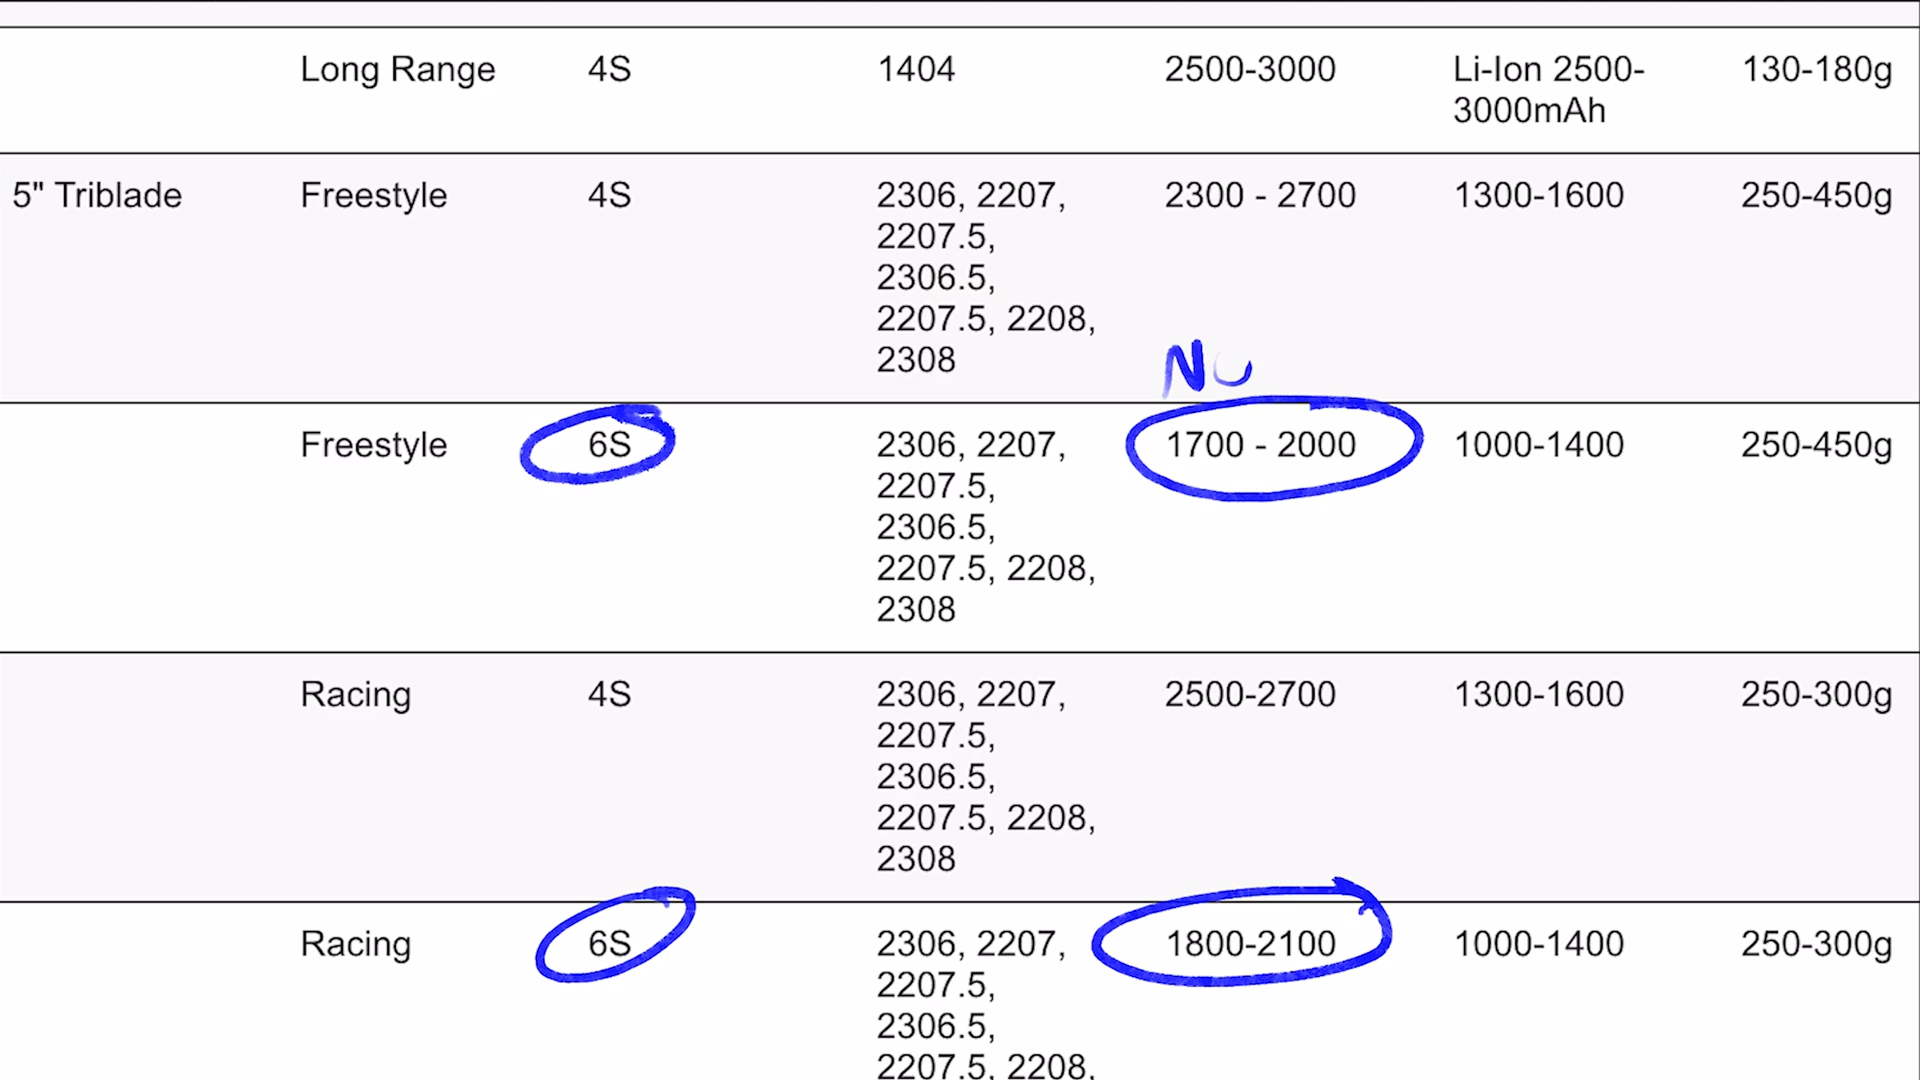 Long Range 4S 1404 2500-3000 Li-Ion 2500-
3000mAh
130-180g
5" Triblade Freestyle 4S 2306, 2207, 2300 - 2700 1300-1600 250-450g
2207.5,
2306.5,
2207.5, 2208,
2308
NO
Freestyle 6S 2306, 2207, 1700 - 2000 1000-1400 250-450g
2207.5,
2306.5,
2207.5, 2208,
2308
Racing 4S 2306, 2207, 2500-2700 1300-1600 250-300g
2207.5,
2306.5,
2207.5, 2208,
2308
Racing 6S 2306, 2207, 1800-2100 1000-1400 250-300g
2207.5,
2306.5,
2207.5, 2208,